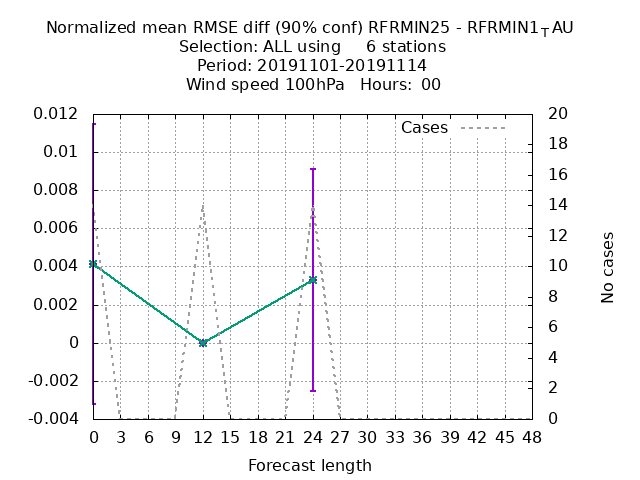 Normalized mean RMSE diff (90% conf) RFRMIN25 - RFRMIN1TAU
Selection: ALL using 6 stations
Period: 20191101-20191114
Wind speed 100hPa Hours: 00
Cases
0.012
0.01
0.008
0.006
0.004
0.002
0
-0.002
-0.004
20
18
16
14
12
10
8
6
4
2
0
No cases
0 3 6 9 12 15 18 21 24 27 30 33 36 39 42 45 48
Forecast length